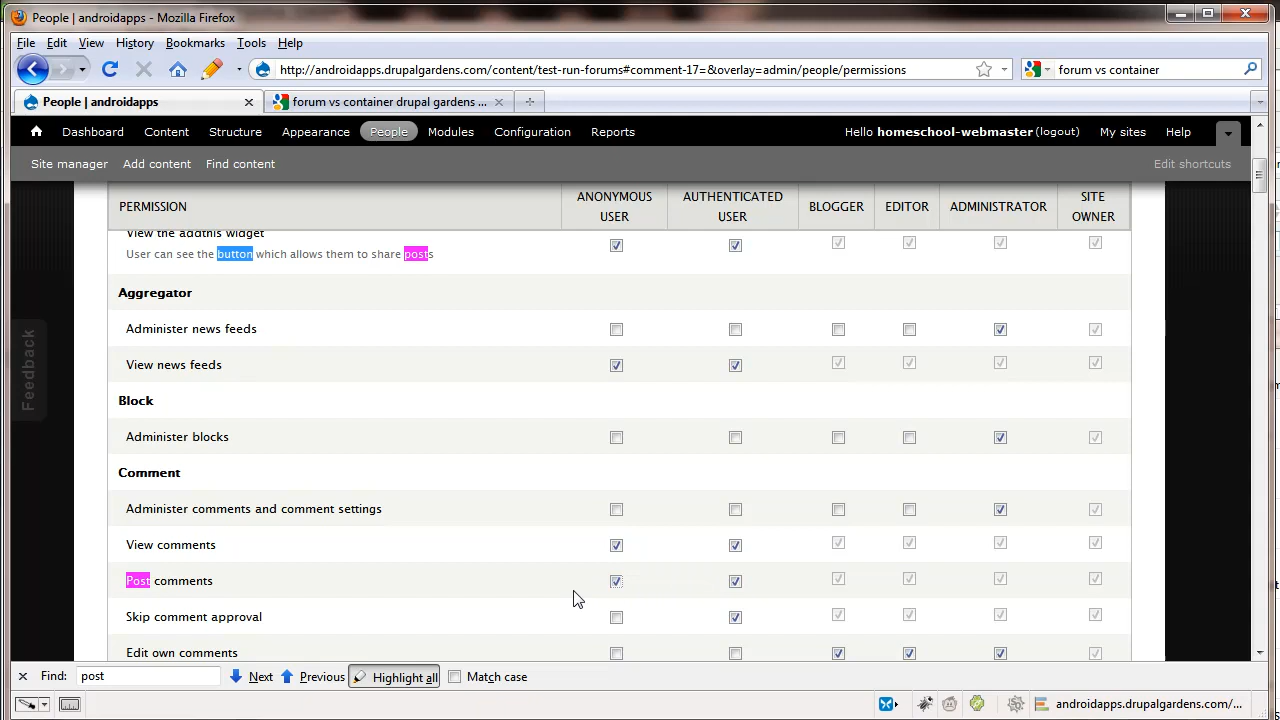 People | androidapps - Mozilla Firefox
File Edit View History Bookmarks Tools Help
http://androidapps.drupalgardens.com/content/test-run-forums#comment-17=&overlay=admin/people/permissions
forum vs container
People | androidapps
forum vs container drupal gardens ...
Dashboard Content Structure Appearance People Modules Configuration Reports
Hello homeschool-webmaster (logout) My sites Help
Site manager Add content Find content
Edit shortcuts
PERMISSION ANONYMOUS USER AUTHENTICATED USER BLOGGER EDITOR ADMINISTRATOR SITE OWNER
View the addthis widget
User can see the button which allows them to share posts
Aggregator
Administer news feeds
View news feeds
Block
Administer blocks
Comment
Administer comments and comment settings
View comments
Post comments
Skip comment approval
Edit own comments
Feedback
Find: post Next Previous Highlight all Match case
androidapps.drupalgardens.com/...